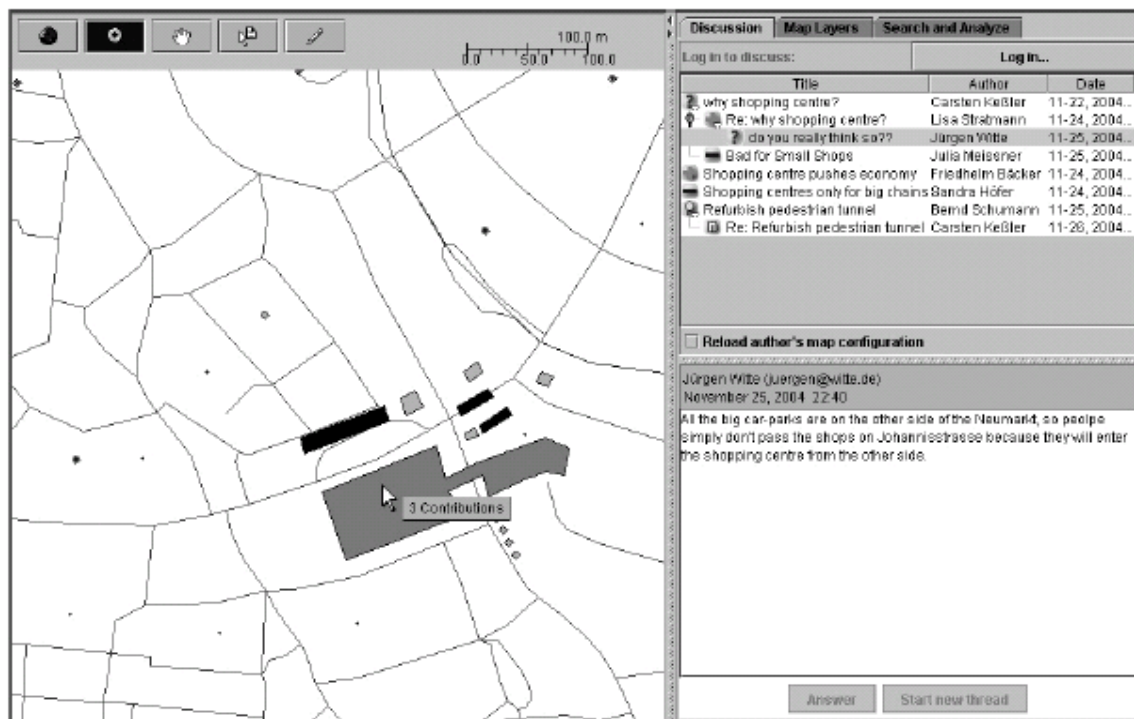 100.0 m
0.0 50.0 100.0
3 Contributions
Discussion Map Layers Search and Analyze
Log in to discuss: Log in...
Title Author Date
why shopping centre? Carsten Keßler 11-22, 2004...
Re: why shopping centre? Lisa Stratmann 11-24, 2004...
do you really think so?? Jürgen Witte 11-25, 2004...
Bad for Small Shops Julia Meissner 11-25, 2004...
Shopping centre pushes economy Friedhelm Bäcker 11-24, 2004...
Shopping centres only for big chains Sandra Höfer 11-24, 2004...
Refurbish pedestrian tunnel Bernd Schumann 11-25, 2004...
Re: Refurbish pedestrian tunnel Carsten Keßler 11-26, 2004...
Reload author's map configuration
Jürgen Witte (juergen@witte.de)
November 25, 2004 22:40
All the big car-parks are on the other side of the Neumarkt, so peolpe
simply don't pass the shops on Johannisstrasse because they will enter
the shopping centre from the other side.
Answer Start new thread